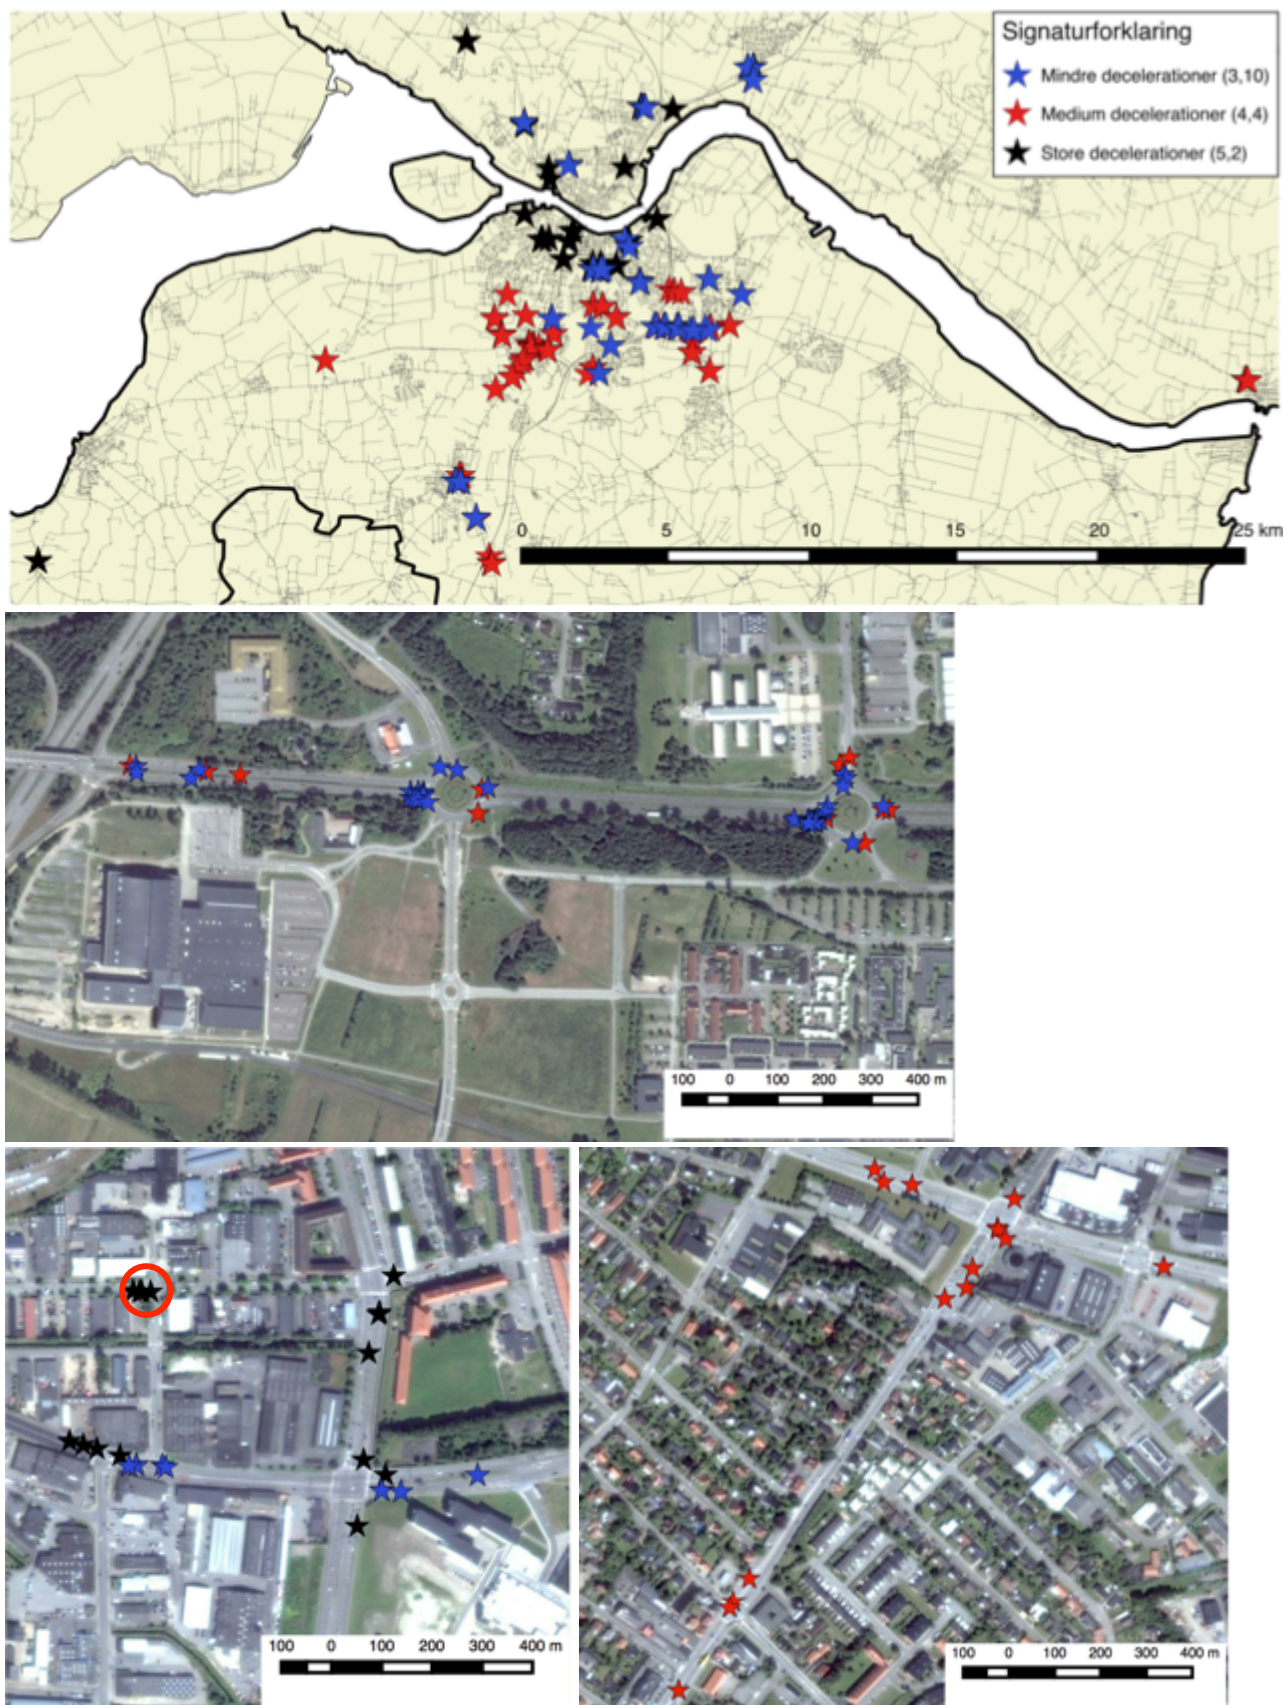 Signaturforklaring
Mindre decelerationer (3,10)
Medium decelerationer (4,4)
Store decelerationer (5,2)
0 5 10 15 20 25 km
100 0 100 200 300 400 m
100 0 100 200 300 400 m
100 0 100 200 300 400 m